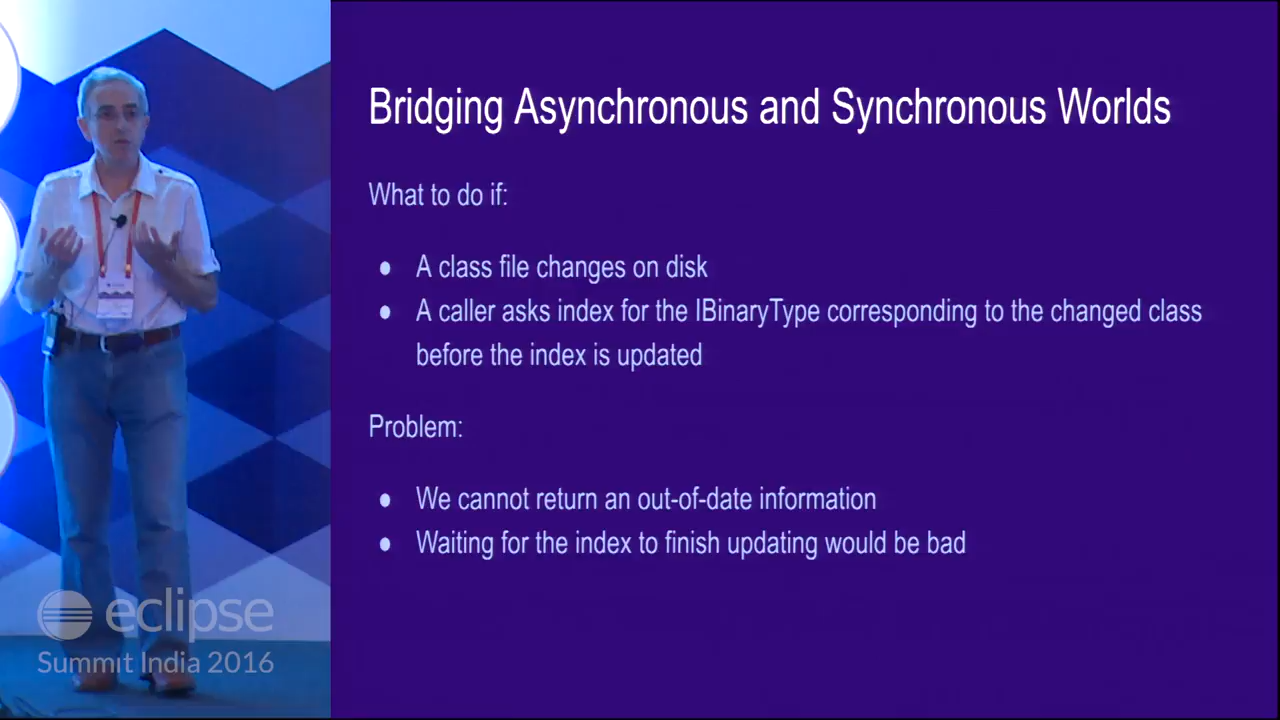 Bridging Asynchronous and Synchronous Worlds
What to do if:
● A class file changes on disk
● A caller asks index for the IBinaryType corresponding to the changed class
before the index is updated
Problem:
● We cannot return an out-of-date information
● Waiting for the index to finish updating would be bad
eclipse
Summit India 2016